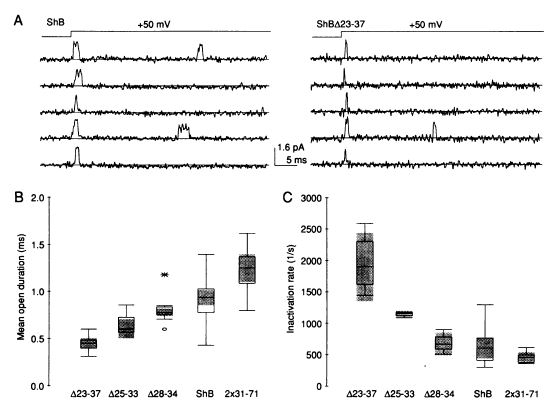 A
ShB
+50 mV
ShBΔ23-37
+50 mV
1.6 pA
5 ms
B
Mean open duration (ms)
2.0
1.5
1.0
0.5
0.0
Δ23-37 Δ25-33 Δ28-34 ShB 2x31-71
C
Inactivation rate (1/s)
3000
2500
2000
1500
1000
500
0
Δ23-37 Δ25-33 Δ28-34 ShB 2x31-71